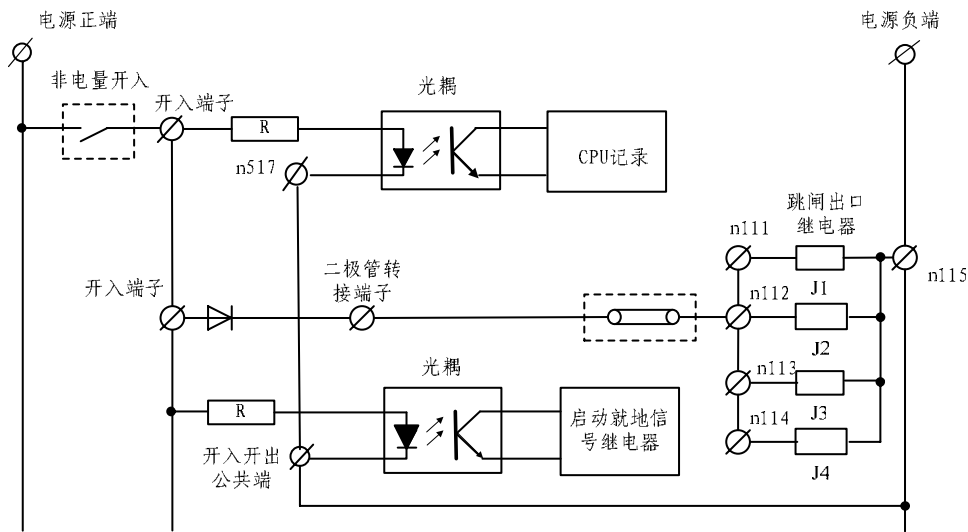 电源正端
电源负端
非电量开入
开入端子
光耦
R
n517
CPU记录
跳闸出口
继电器
n111
n115
J1
开入端子
二极管转
接端子
n112
J2
光耦
n113
R
启动就地信
号继电器
J3
n114
开入开出
公共端
J4